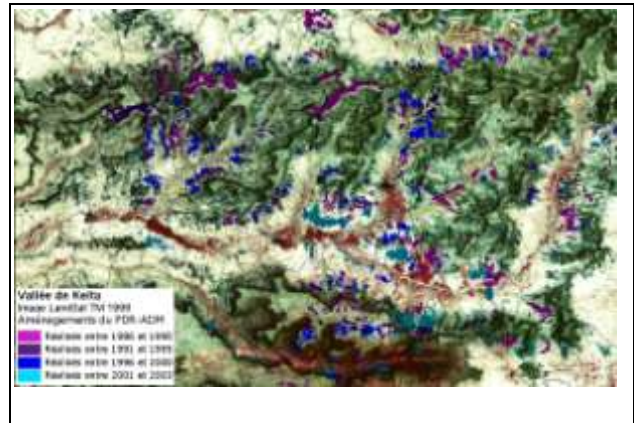 Vallée de Keita
Image Landsat TM 1999
Aménagements du PDR-ADM
Réalisés entre 1986 et 1990
Réalisés entre 1991 et 1995
Réalisés entre 1996 et 2000
Réalisés entre 2001 et 2003